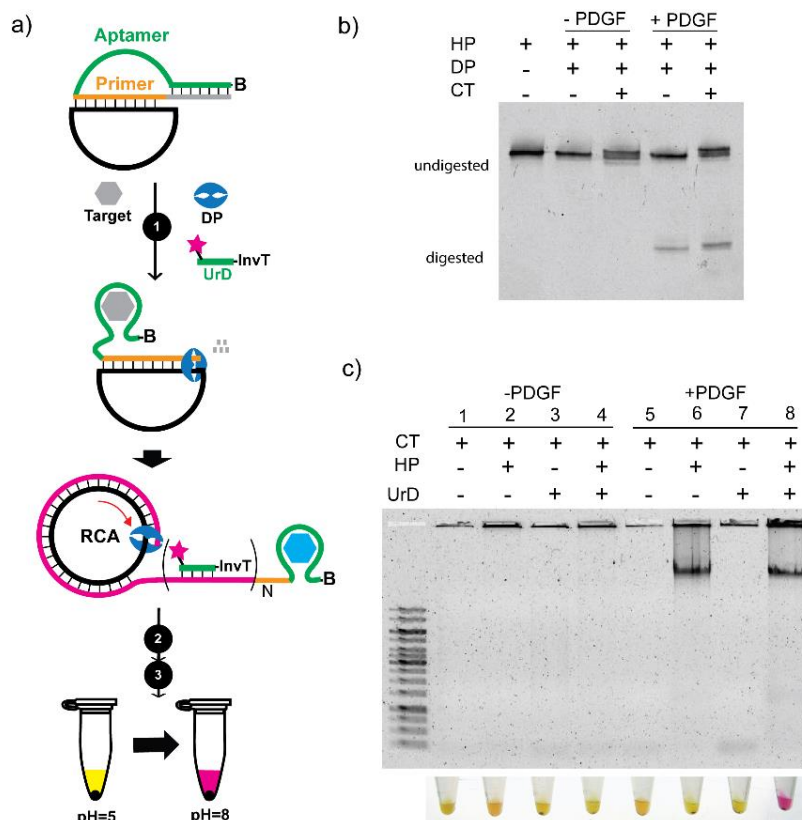 a)
Aptamer
B
Primer
Target
1
DP
InvT
UrD
B
RCA
InvT
N
B
2
3
pH=5
pH=8
b)
- PDGF + PDGF
HP + + + + +
DP - + + + +
CT - - + - +
undigested
digested
c)
-PDGF +PDGF
1 2 3 4 5 6 7 8
CT + + + + + + + +
HP - + - + - + - +
UrD - - + + - - + +